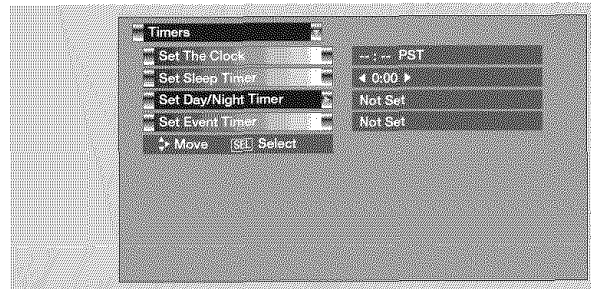 Timers
Set The Clock -- : -- PST
Set Sleep Timer ◀ 0:00 ▶
Set Day/Night Timer Not Set
Set Event Timer Not Set
Move SEL Select